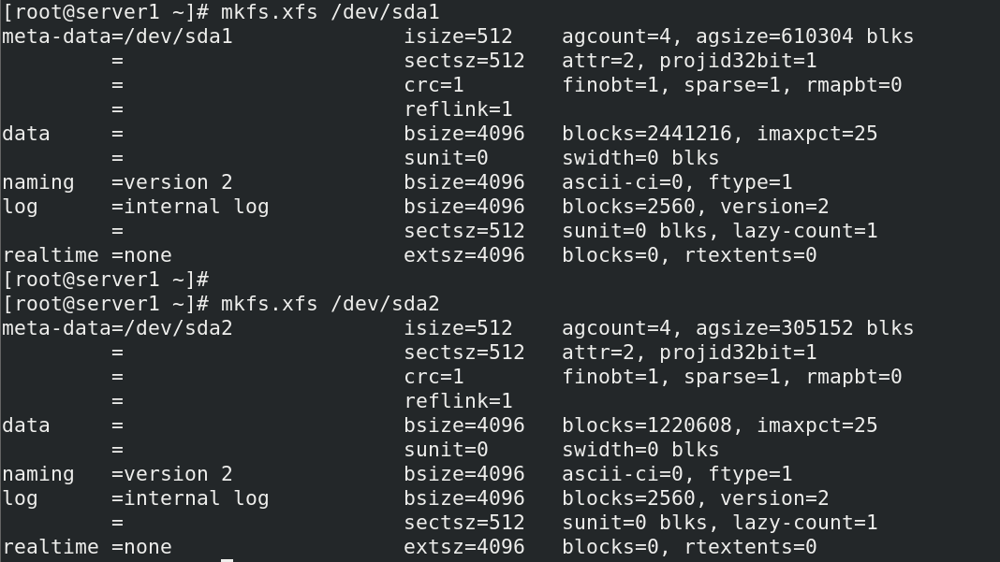 [root@server1 ~]# mkfs.xfs /dev/sda1
meta-data=/dev/sda1              isize=512    agcount=4, agsize=610304 blks
         =                       sectsz=512   attr=2, projid32bit=1
         =                       crc=1        finobt=1, sparse=1, rmapbt=0
         =                       reflink=1
data     =                       bsize=4096   blocks=2441216, imaxpct=25
         =                       sunit=0      swidth=0 blks
naming   =version 2              bsize=4096   ascii-ci=0, ftype=1
log      =internal log           bsize=4096   blocks=2560, version=2
         =                       sectsz=512   sunit=0 blks, lazy-count=1
realtime =none                   extsz=4096   blocks=0, rtextents=0
[root@server1 ~]#
[root@server1 ~]# mkfs.xfs /dev/sda2
meta-data=/dev/sda2              isize=512    agcount=4, agsize=305152 blks
         =                       sectsz=512   attr=2, projid32bit=1
         =                       crc=1        finobt=1, sparse=1, rmapbt=0
         =                       reflink=1
data     =                       bsize=4096   blocks=1220608, imaxpct=25
         =                       sunit=0      swidth=0 blks
naming   =version 2              bsize=4096   ascii-ci=0, ftype=1
log      =internal log           bsize=4096   blocks=2560, version=2
         =                       sectsz=512   sunit=0 blks, lazy-count=1
realtime =none                   extsz=4096   blocks=0, rtextents=0